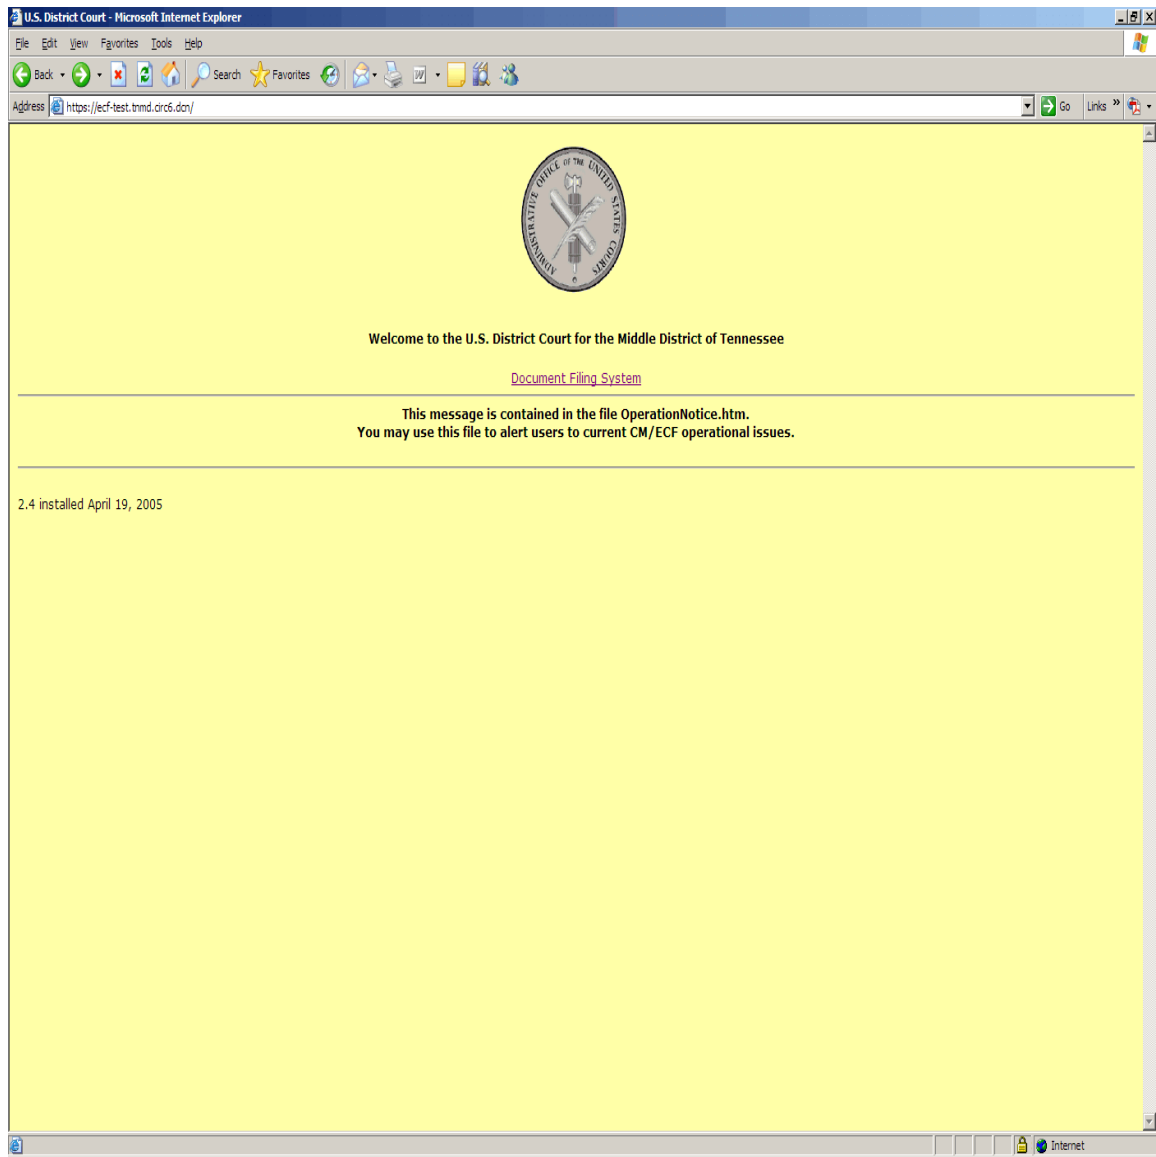 U.S. District Court - Microsoft Internet Explorer
File Edit View Favorites Tools Help
Back Search Favorites W
Address https://ecf-test.tnmd.circ6.dcn/ Go Links »
ADMINISTRATIVE OFFICE OF THE UNITED STATES COURTS
Welcome to the U.S. District Court for the Middle District of Tennessee
Document Filing System
This message is contained in the file OperationNotice.htm.
You may use this file to alert users to current CM/ECF operational issues.
2.4 installed April 19, 2005
Internet